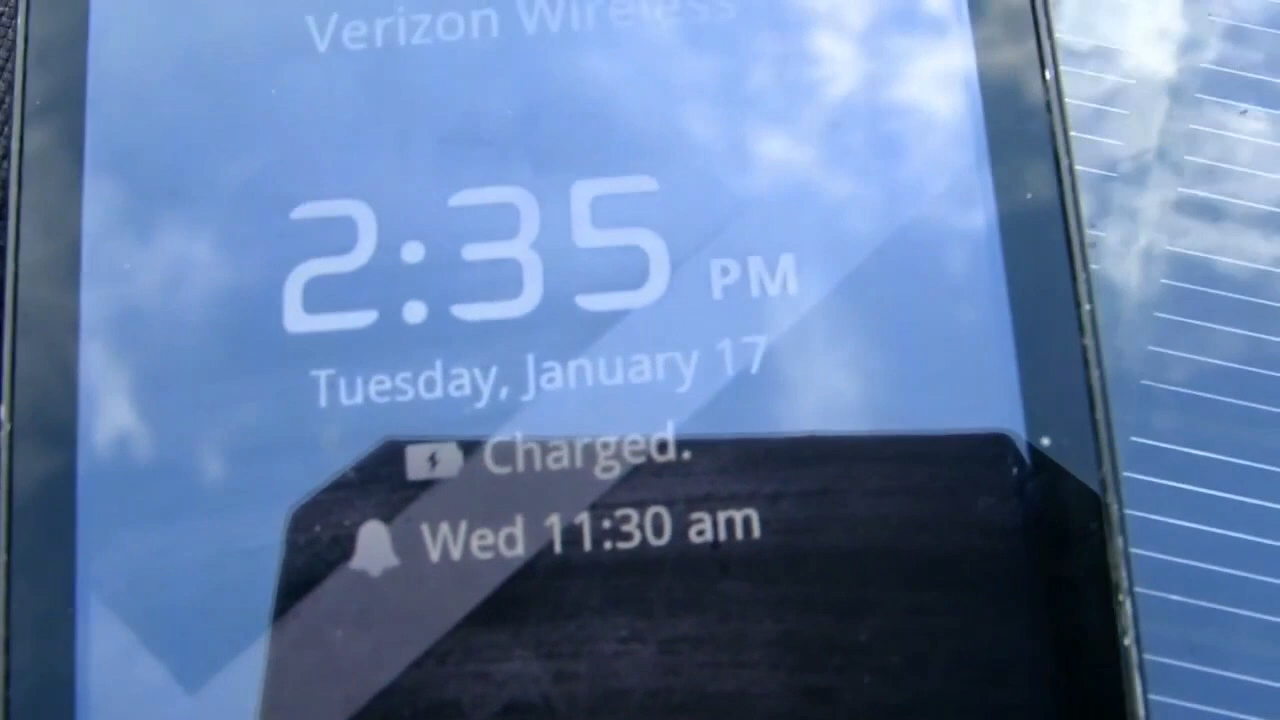 Verizon Wireless
2:35 PM
Tuesday, January 17
Charged.
Wed 11:30 am